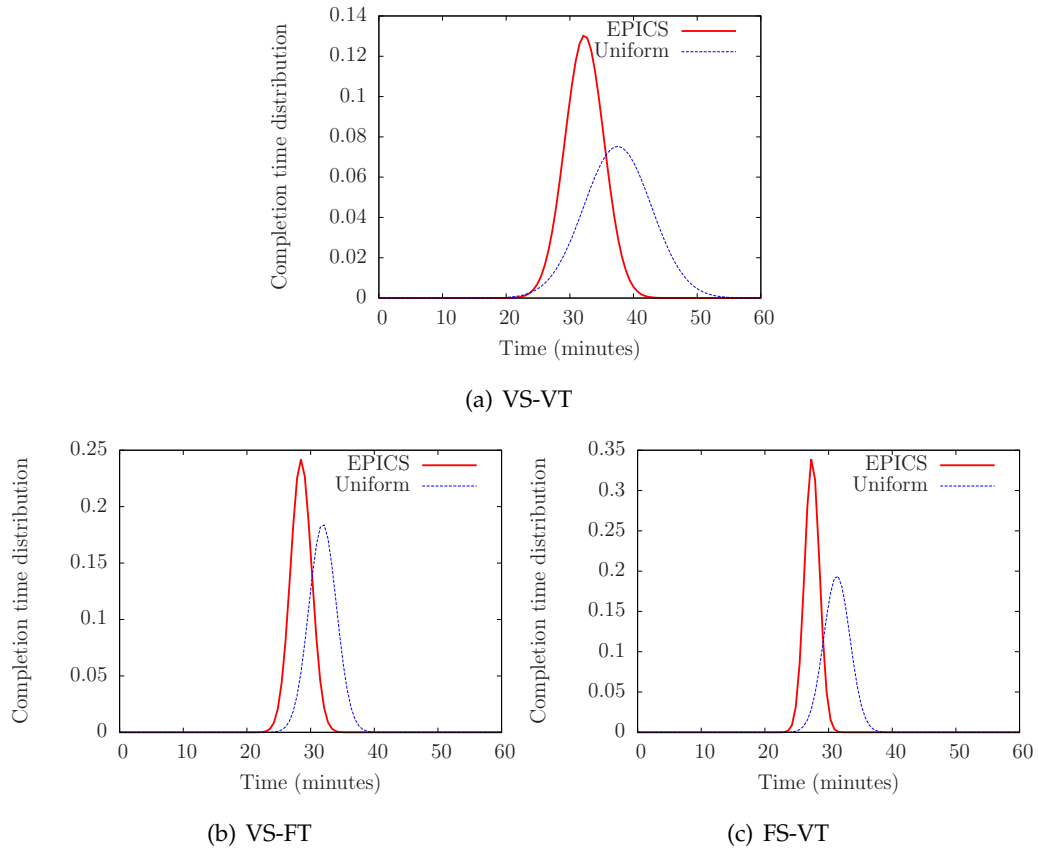 0.14
0.12
0.1
0.08
0.06
0.04
0.02
0
Completion time distribution
EPICS
Uniform
0 10 20 30 40 50 60
Time (minutes)
(a) VS-VT
0.25
0.2
0.15
0.1
0.05
0
Completion time distribution
EPICS
Uniform
0 10 20 30 40 50 60
Time (minutes)
(b) VS-FT
0.35
0.3
0.25
0.2
0.15
0.1
0.05
0
Completion time distribution
EPICS
Uniform
0 10 20 30 40 50 60
Time (minutes)
(c) FS-VT